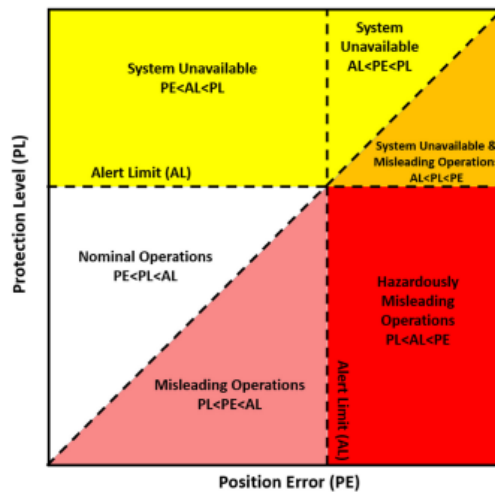 System Unavailable
PE<AL<PL
System
Unavailable
AL<PE<PL
System Unavailable &
Misleading Operation
AL<PL<PE
Alert Limit (AL)
Protection Level (PL)
Nominal Operations
PE<PL<AL
Hazardously
Misleading
Operations
PL<AL<PE
Misleading Operations
PL<PE<AL
Alert Limit (AL)
Position Error (PE)